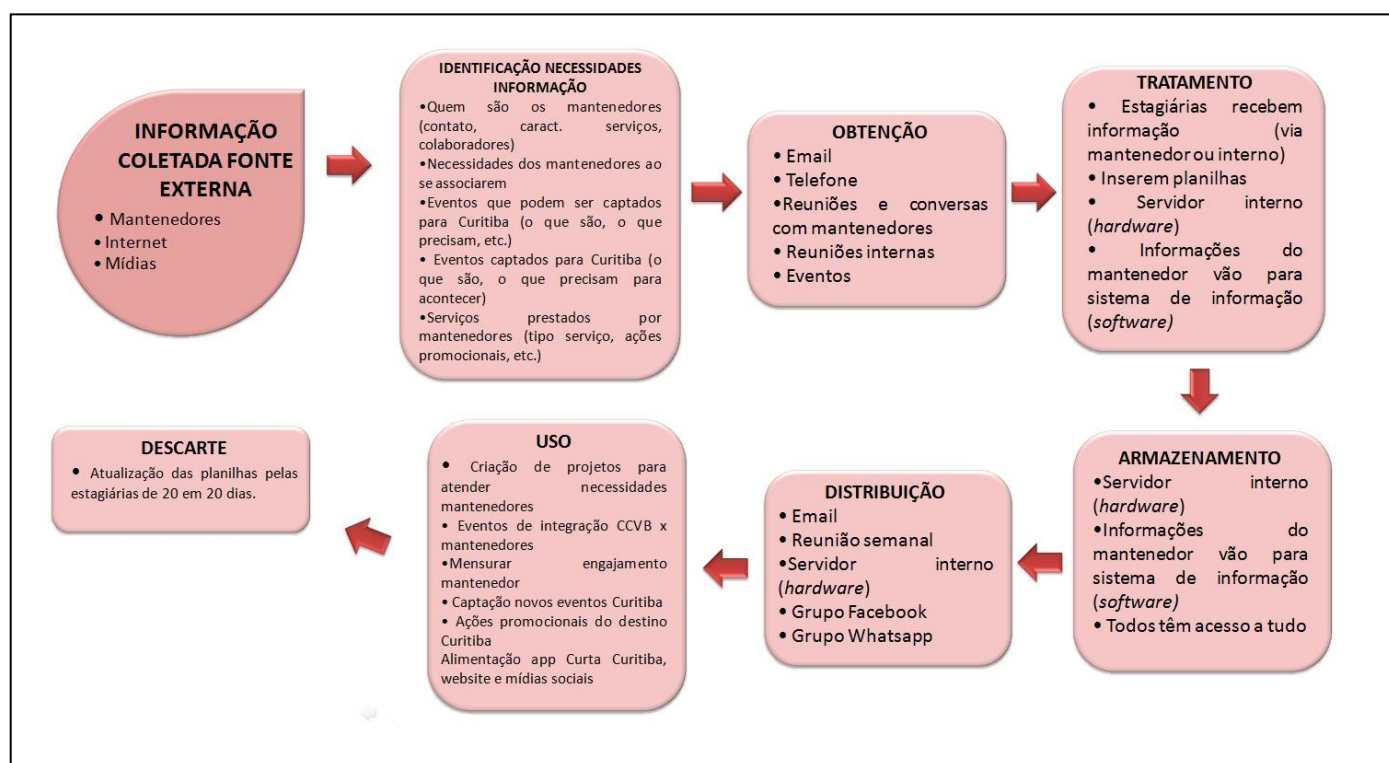 INFORMAÇÃO
COLETADA FONTE
EXTERNA
• Mantenedores
• Internet
• Mídias
IDENTIFICAÇÃO NECESSIDADES
INFORMAÇÃO
•Quem são os mantenedores
(contato, caract. serviços,
colaboradores)
•Necessidades dos mantenedores ao
se associarem
•Eventos que podem ser captados
para Curitiba (o que são, o que
precisam, etc.)
• Eventos captados para Curitiba (o
que são, o que precisam para
acontecer)
•Serviços prestados por
mantenedores (tipo serviço, ações
promocionais, etc.)
OBTENÇÃO
• Email
• Telefone
•Reuniões e conversas
com mantenedores
• Reuniões internas
• Eventos
TRATAMENTO
• Estagiárias recebem
informação (via
mantenedor ou interno)
• Inserem planilhas
• Servidor interno
(hardware)
• Informações do
mantenedor vão para
sistema de informação
(software)
ARMAZENAMENTO
•Servidor interno
(hardware)
•Informações do
mantenedor vão para
sistema de informação
(software)
• Todos têm acesso a tudo
DISTRIBUIÇÃO
• Email
• Reunião semanal
•Servidor interno
(hardware)
• Grupo Facebook
• Grupo Whatsapp
USO
• Criação de projetos para
atender necessidades
mantenedores
• Eventos de integração CCVB x
mantenedores
•Mensurar engajamento
mantenedor
• Captação novos eventos Curitiba
• Ações promocionais do destino
Curitiba
Alimentação app Curta Curitiba,
website e mídias sociais
DESCARTE
• Atualização das planilhas pelas
estagiárias de 20 em 20 dias.